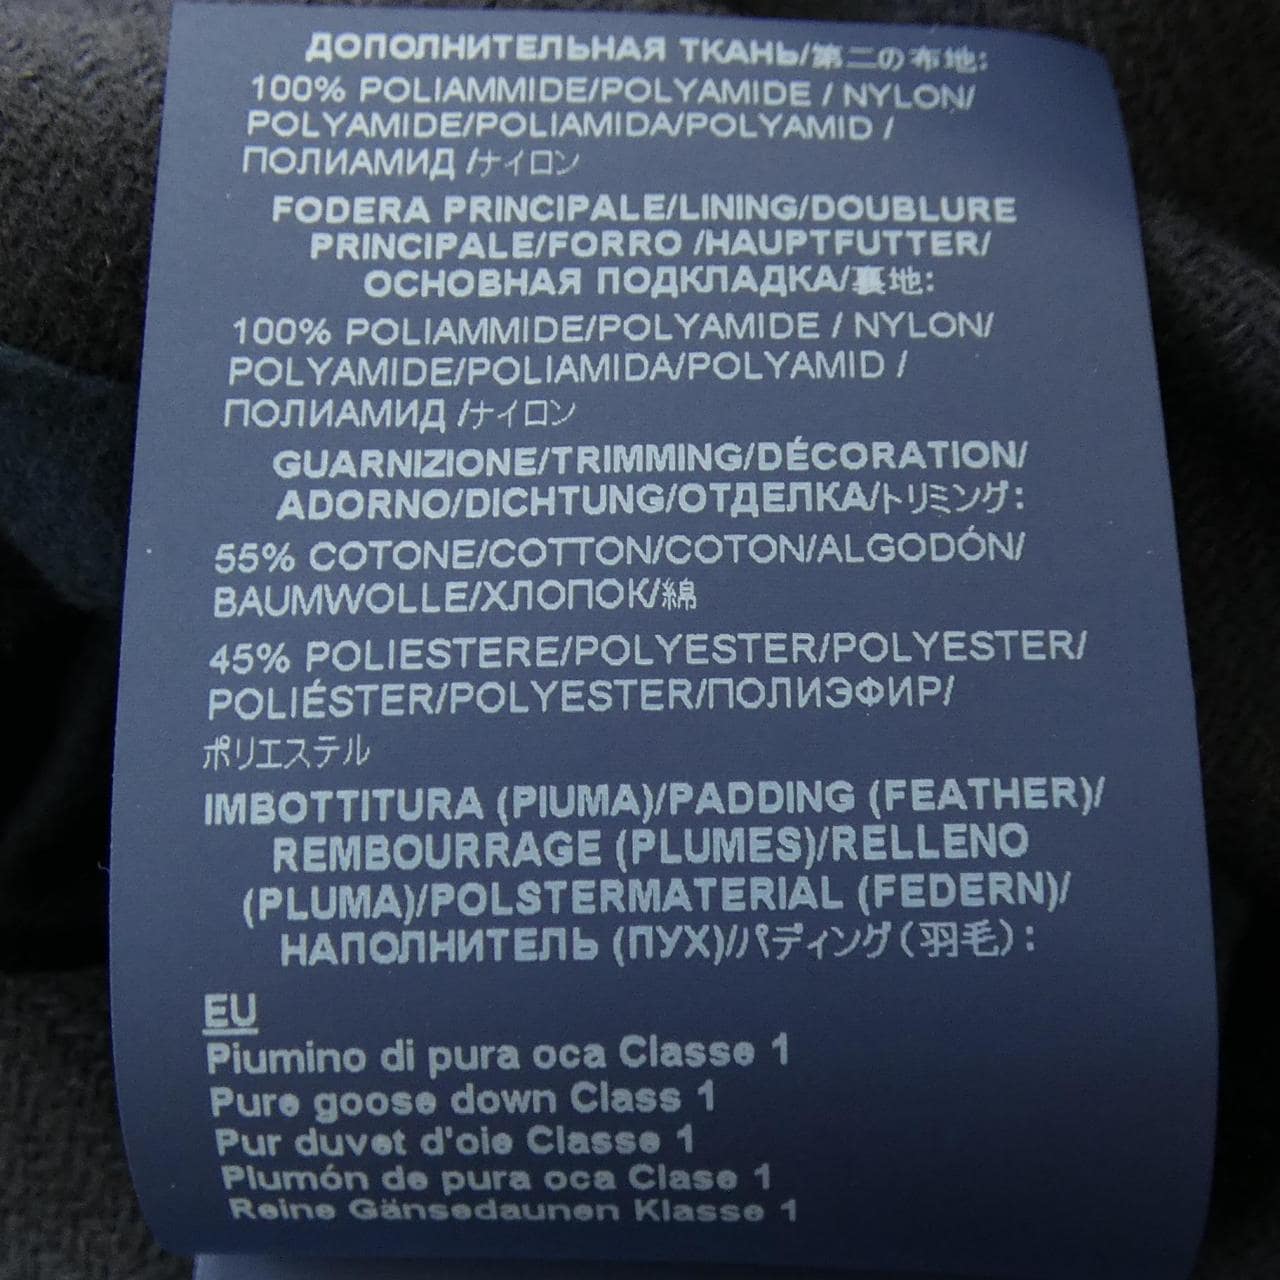 ДОПОЛНИТЕЛЬНАЯ ТКАНЬ/第二の布地:
100% POLIAMMIDE/POLYAMIDE / NYLON/
POLYAMIDE/POLIAMIDA/POLYAMID /
ПОЛИАМИД /ナイロン
FODERA PRINCIPALE/LINING/DOUBLURE
PRINCIPALE/FORRO /HAUPTFUTTER/
ОСНОВНАЯ ПОДКЛАДКА/裏地:
100% POLIAMMIDE/POLYAMIDE / NYLON/
POLYAMIDE/POLIAMIDA/POLYAMID /
ПОЛИАМИД /ナイロン
GUARNIZIONE/TRIMMING/DÉCORATION/
ADORNO/DICHTUNG/ОТДЕЛКА/トリミング:
55% COTONE/COTTON/COTON/ALGODÓN/
BAUMWOLLE/ХЛОПОК/綿
45% POLIESTERE/POLYESTER/POLYESTER/
POLIÉSTER/POLYESTER/ПОЛИЭФИР/
ポリエステル
IMBOTTITURA (PIUMA)/PADDING (FEATHER)/
REMBOURRAGE (PLUMES)/RELLENO
(PLUMA)/POLSTERMATERIAL (FEDERN)/
НАПОЛНИТЕЛЬ (ПУХ)//パディング(羽毛):
EU
Piumino di pura oca Classe 1
Pure goose down Class 1
Pur duvet d'oie Classe 1
Plumón de pura oca Clase 1
Reine Gänsedaunen Klasse 1